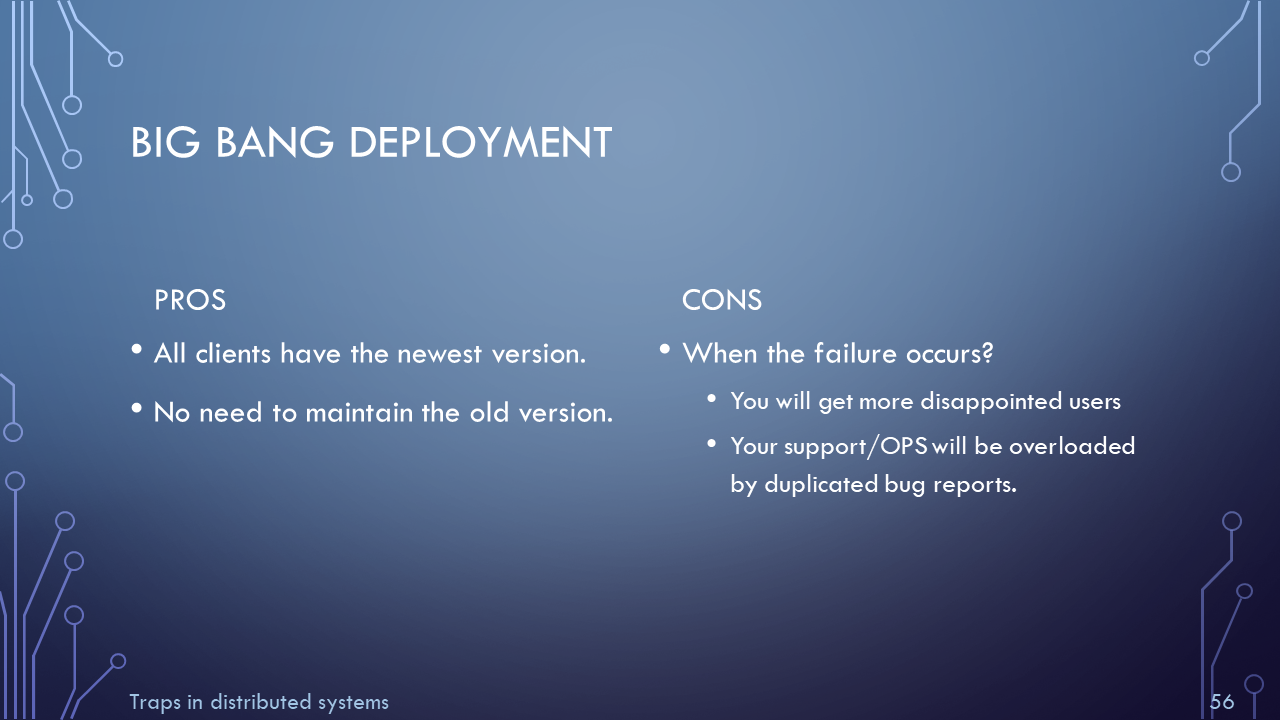 BIG BANG DEPLOYMENT
PROS
• All clients have the newest version.
• No need to maintain the old version.
CONS
• When the failure occurs?
• You will get more disappointed users
• Your support/OPS will be overloaded
by duplicated bug reports.
Traps in distributed systems
56